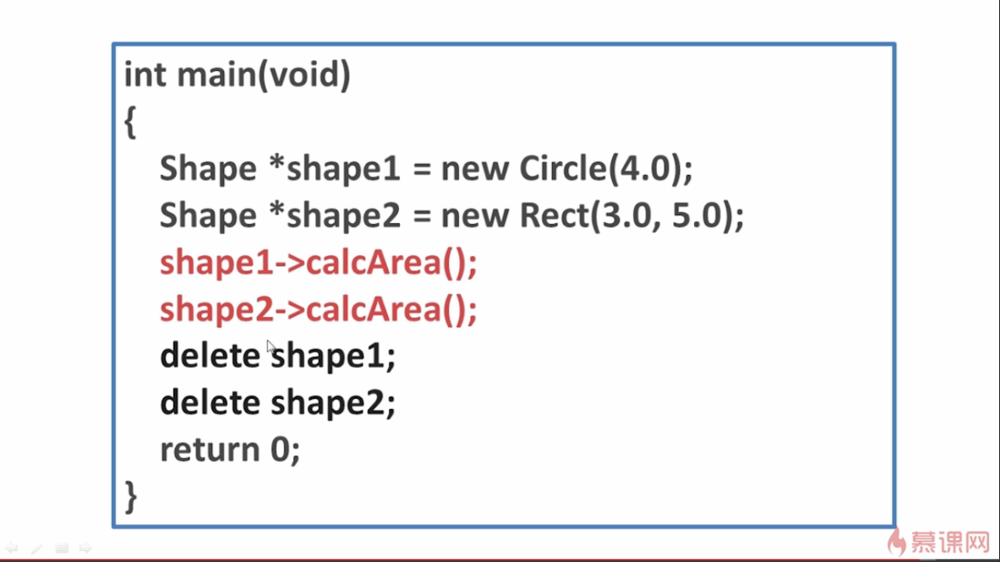 int main(void)
{
Shape *shape1 = new Circle(4.0);
Shape *shape2 = new Rect(3.0, 5.0);
shape1->calcArea();
shape2->calcArea();
delete shape1;
delete shape2;
return 0;
}
慕课网